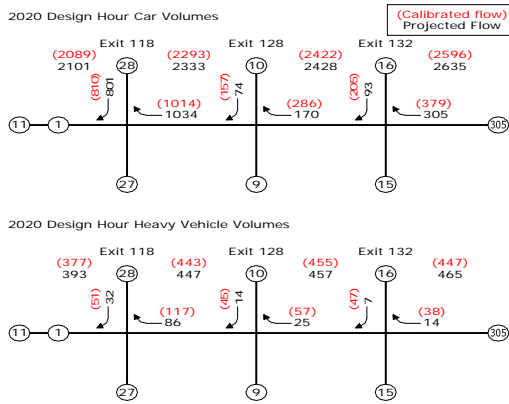 2020 Design Hour Car Volumes
(Calibrated flow)
Projected Flow
Exit 118 Exit 128 Exit 132
(2089) (2293) (2422) (2596)
2101 28 2333 10 2428 16 2635
(810) 801 (157) 74 (205) 93
(1014) (286) (379)
1034 170 305
11 1 305
27 9 15
2020 Design Hour Heavy Vehicle Volumes
Exit 118 Exit 128 Exit 132
(377) (443) (455) (447)
393 28 447 10 457 16 465
(51) 32 (45) 14 (47) 7
(117) (57) (38)
86 25 14
11 1 305
27 9 15